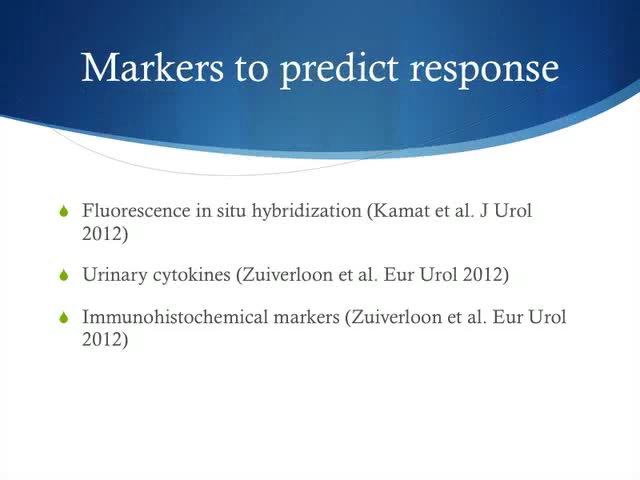 Markers to predict response
Fluorescence in situ hybridization (Kamat et al. J Urol
2012)
Urinary cytokines (Zuiverloon et al. Eur Urol 2012)
Immunohistochemical markers (Zuiverloon et al. Eur Urol
2012)